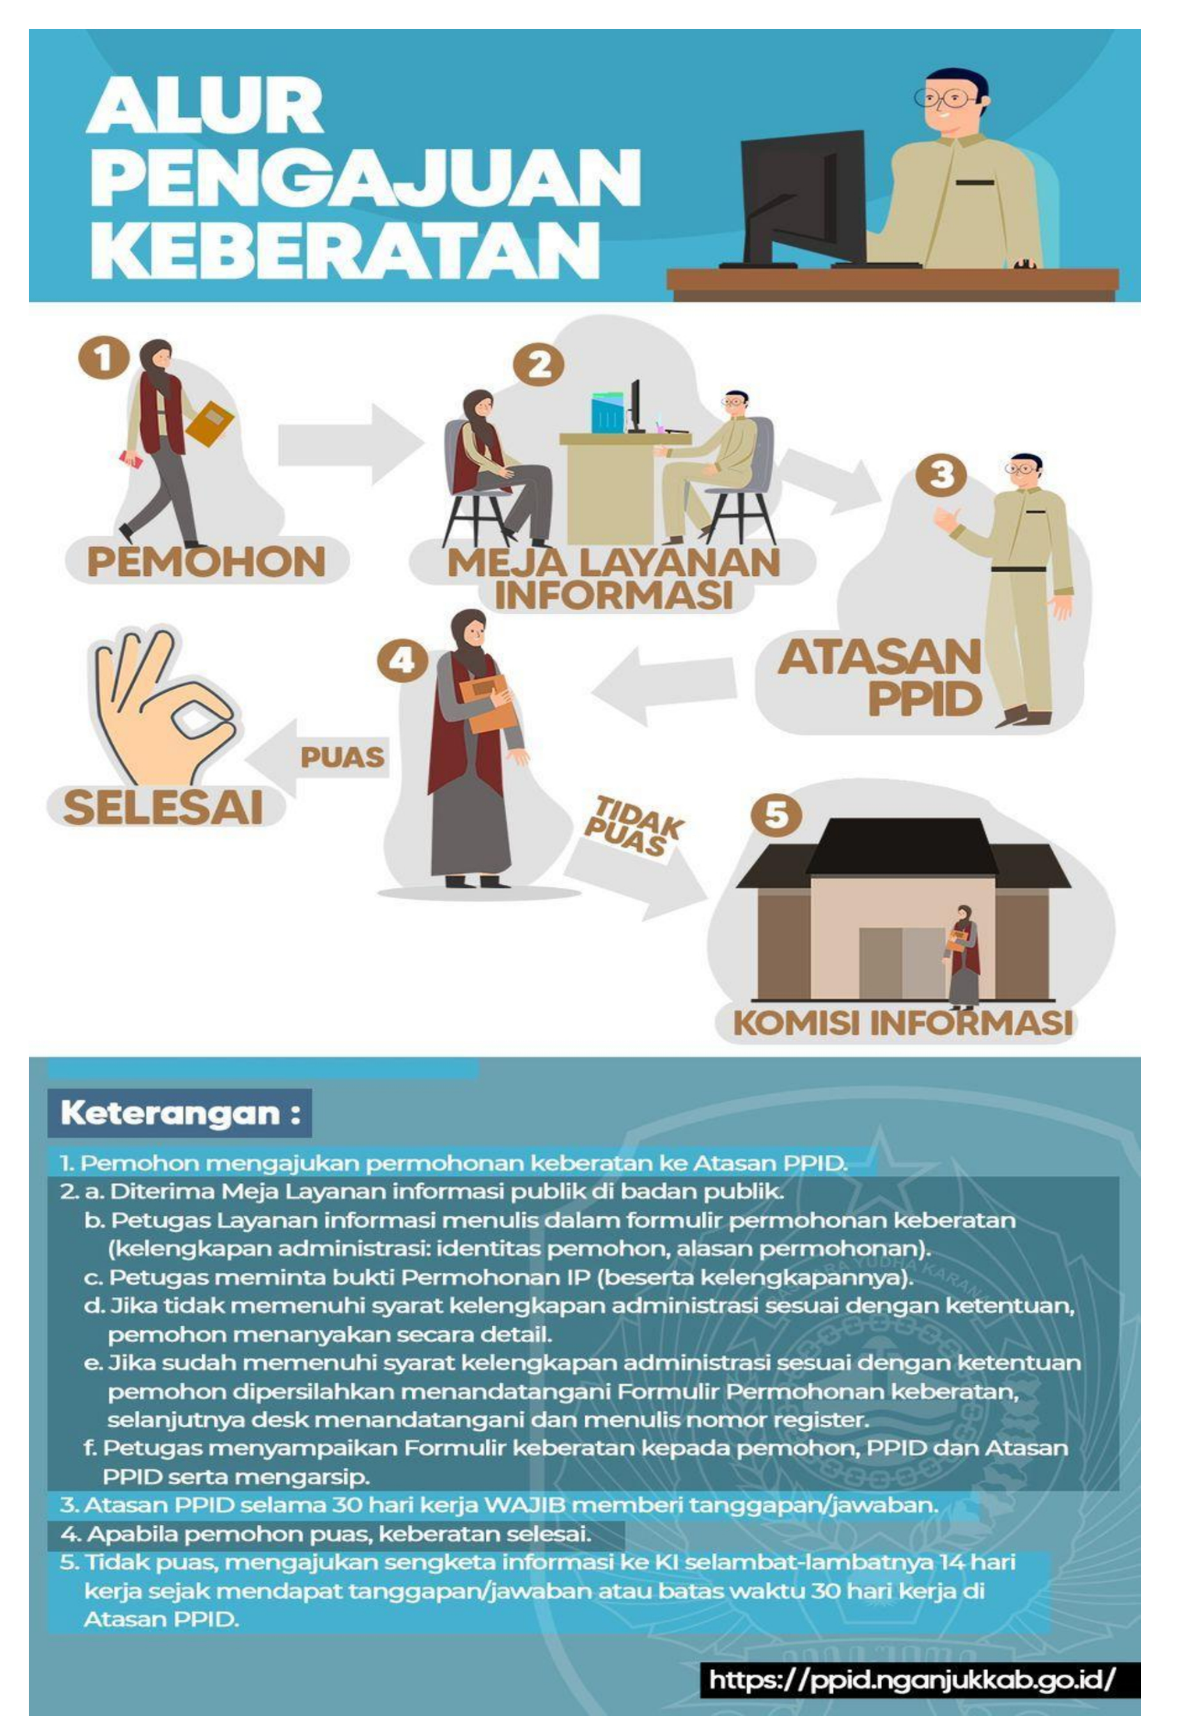 ALUR
PENGAJUAN
KEBERATAN
1
PEMOHON
2
MEJA LAYANAN
INFORMASI
3
ATASAN
PPID
4
PUAS
SELESAI
TIDAK
PUAS
5
KOMISI INFORMASI
Keterangan :
1. Pemohon mengajukan permohonan keberatan ke Atasan PPID.
2. a. Diterima Meja Layanan informasi publik di badan publik.
b. Petugas Layanan informasi menulis dalam formulir permohonan keberatan
(kelengkapan administrasi: identitas pemohon, alasan permohonan).
c. Petugas meminta bukti Permohonan IP (beserta kelengkapannya).
d. Jika tidak memenuhi syarat kelengkapan administrasi sesuai dengan ketentuan,
pemohon menanyakan secara detail.
e. Jika sudah memenuhi syarat kelengkapan administrasi sesuai dengan ketentuan
pemohon dipersilahkan menandatangani Formulir Permohonan keberatan,
selanjutnya desk menandatangani dan menulis nomor register.
f. Petugas menyampaikan Formulir keberatan kepada pemohon, PPID dan Atasan
PPID serta mengarsip.
3. Atasan PPID selama 30 hari kerja WAJIB memberi tanggapan/jawaban.
4. Apabila pemohon puas, keberatan selesai.
5. Tidak puas, mengajukan sengketa informasi ke KI selambat-lambatnya 14 hari
kerja sejak mendapat tanggapan/jawaban atau batas waktu 30 hari kerja di
Atasan PPID.
https://ppid.nganjukkab.go.id/